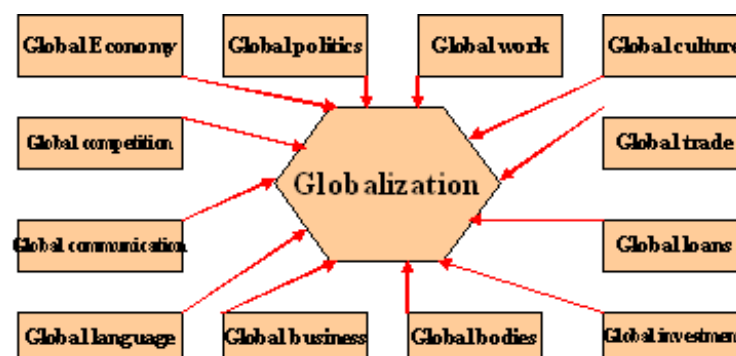 Global Economy
Global politics
Global work
Global culture
Global competition
Global trade
Globalization
Global communication
Global loans
Global language
Global business
Global bodies
Global investment